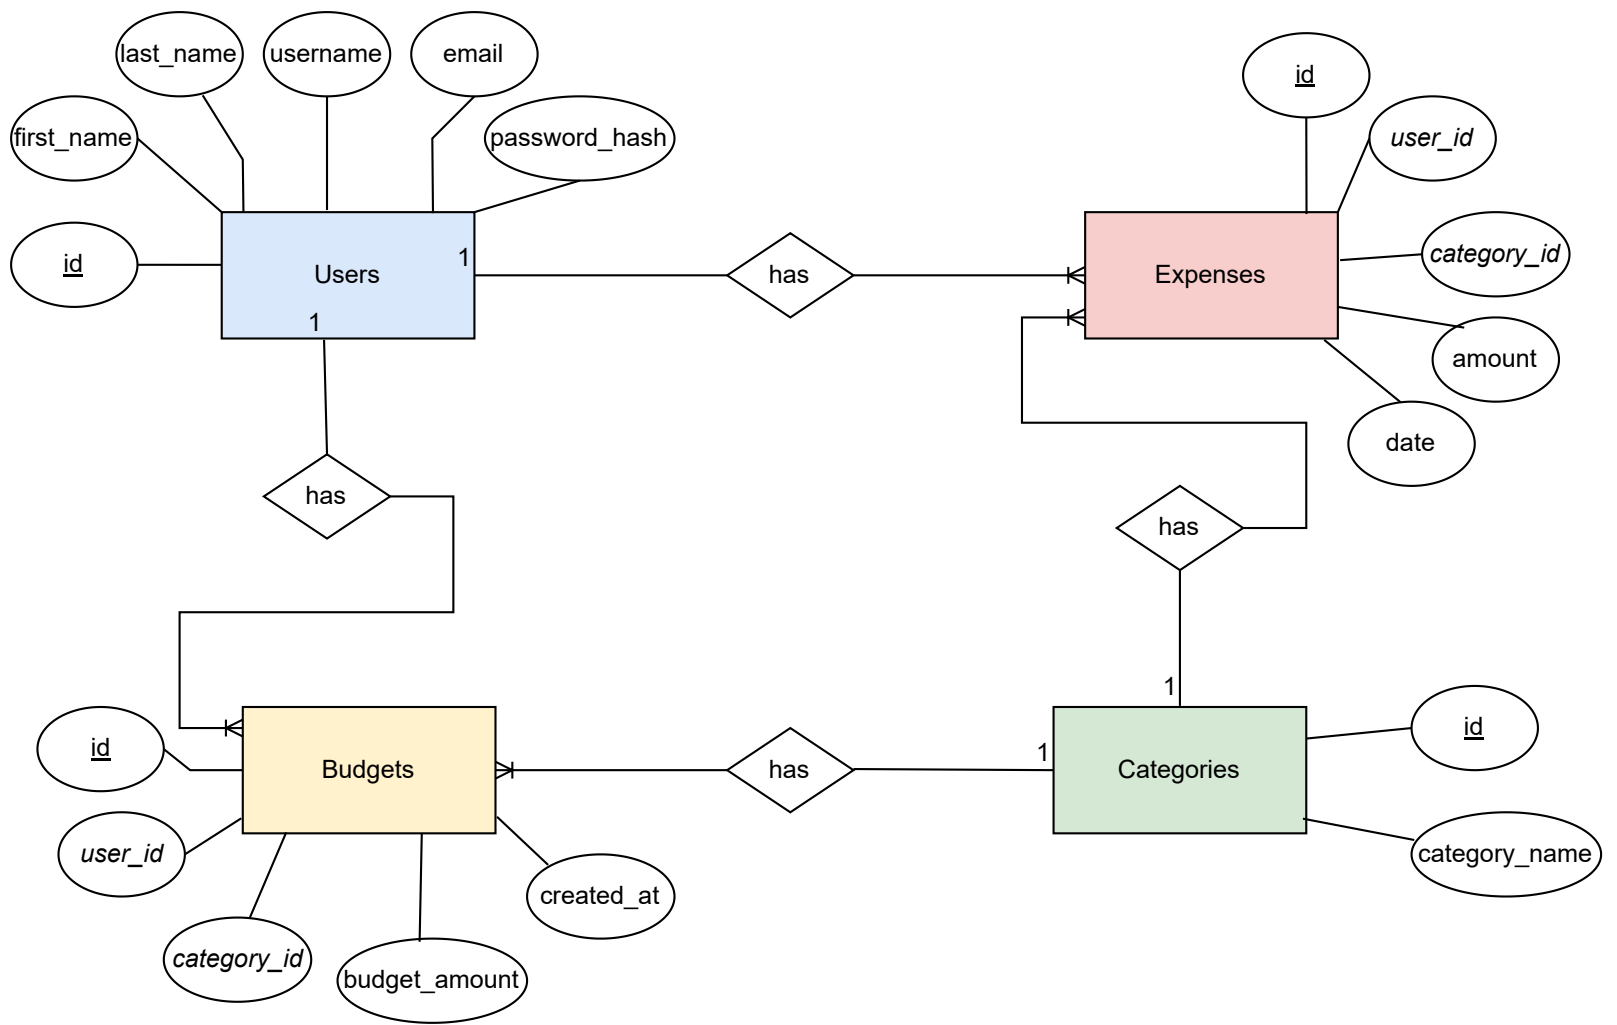 last_name
username
email
id
first_name
password_hash
user_id
id
Users
1
1
has
Expenses
category_id
amount
date
has
has
id
user_id
category_id
budget_amount
created_at
Budgets
has
1
1
Categories
id
category_name